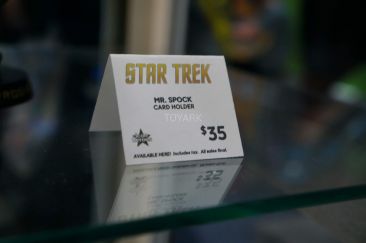 STAR TREK
MR. SPOCK
CARD HOLDER
TOYARK
$35
AVAILABLE HERE! Includes tax. All sales final.